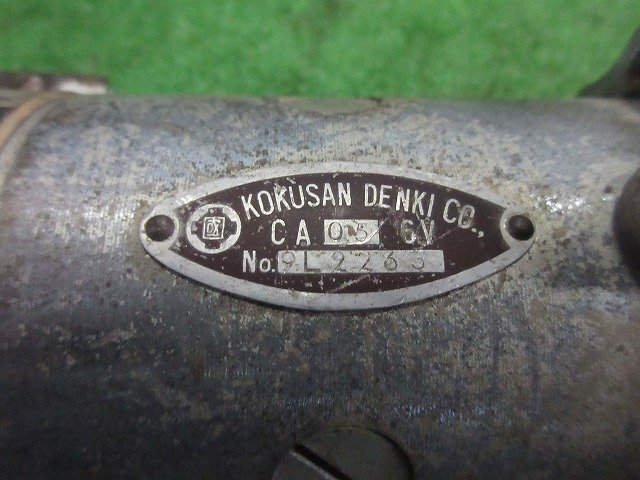 KOKUSAN DENKI CO.,
CA 03 6V
No. 9L2263